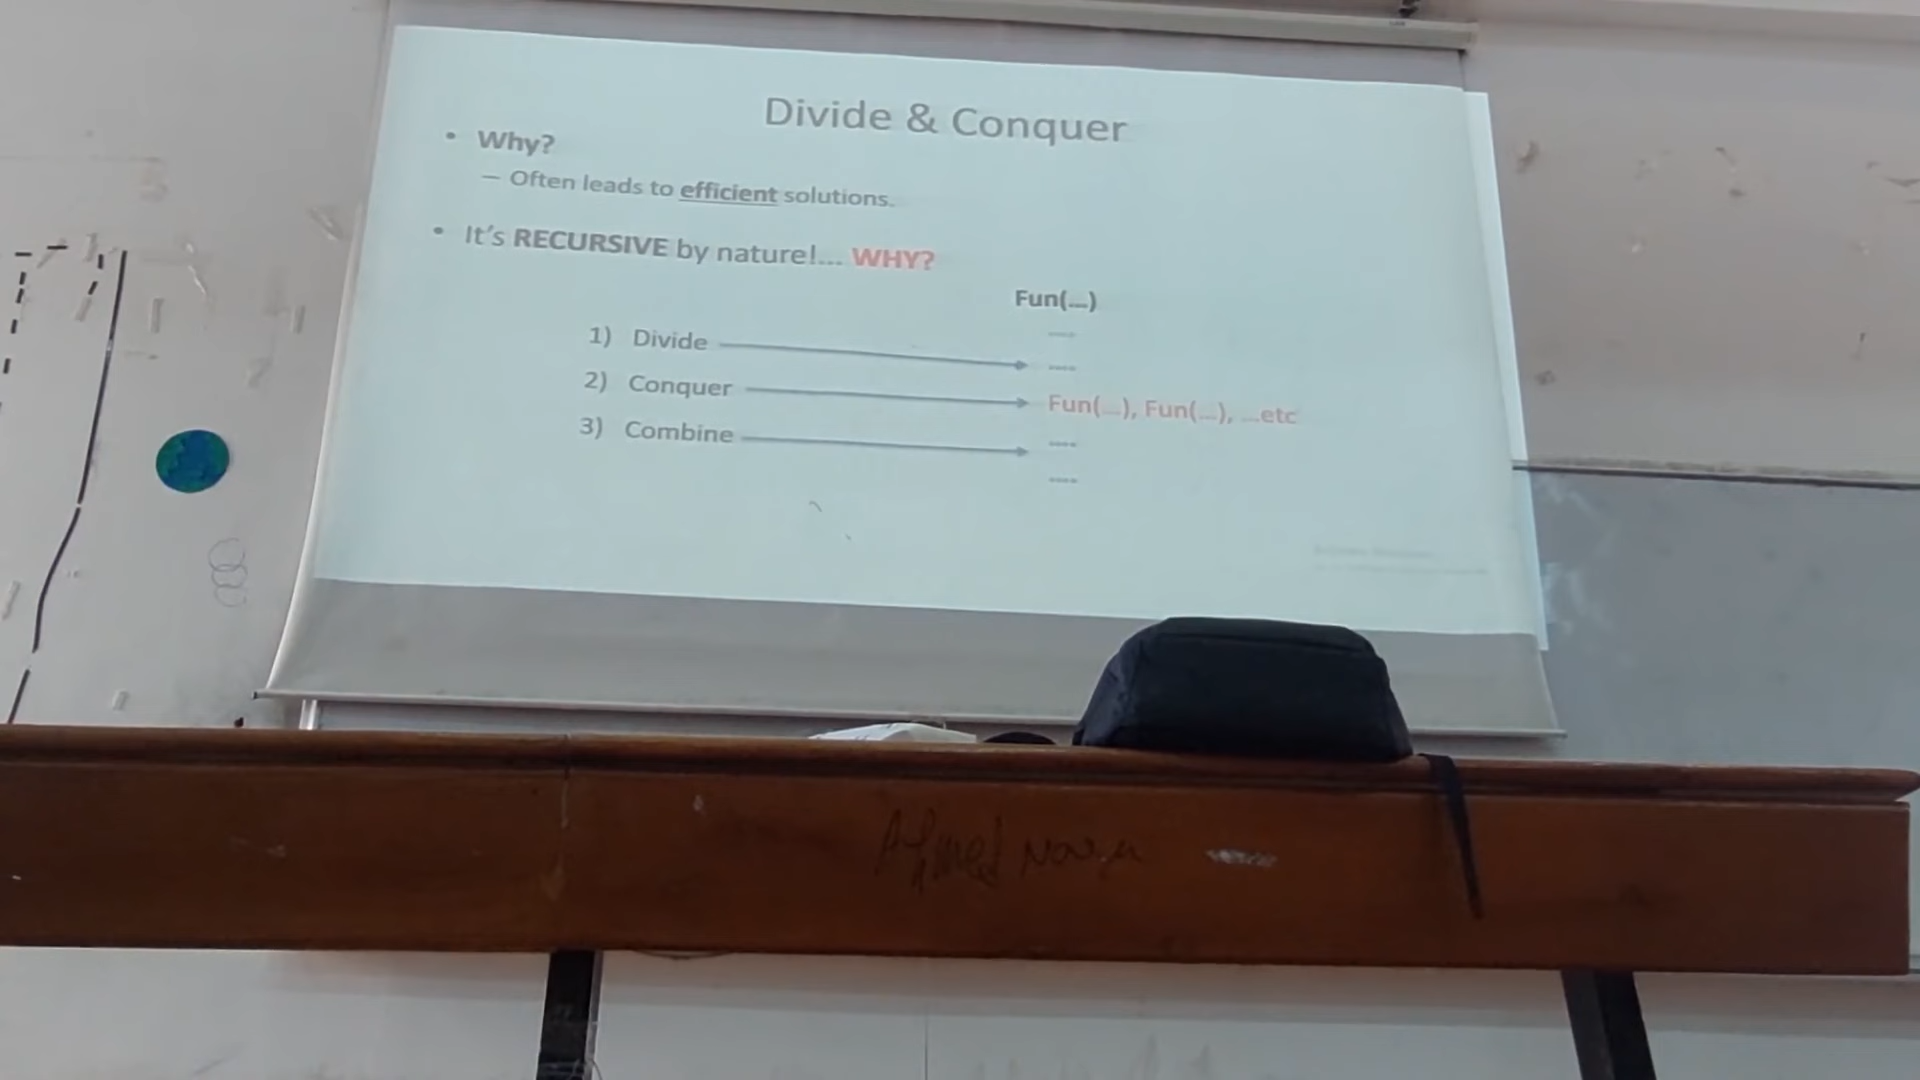 Divide & Conquer
• Why?
– Often leads to efficient solutions.
• It's RECURSIVE by nature!... WHY?
Fun(...)
....
1) Divide ....
2) Conquer Fun(...), Fun(...), ...etc
3) Combine ....
....
Ahmed